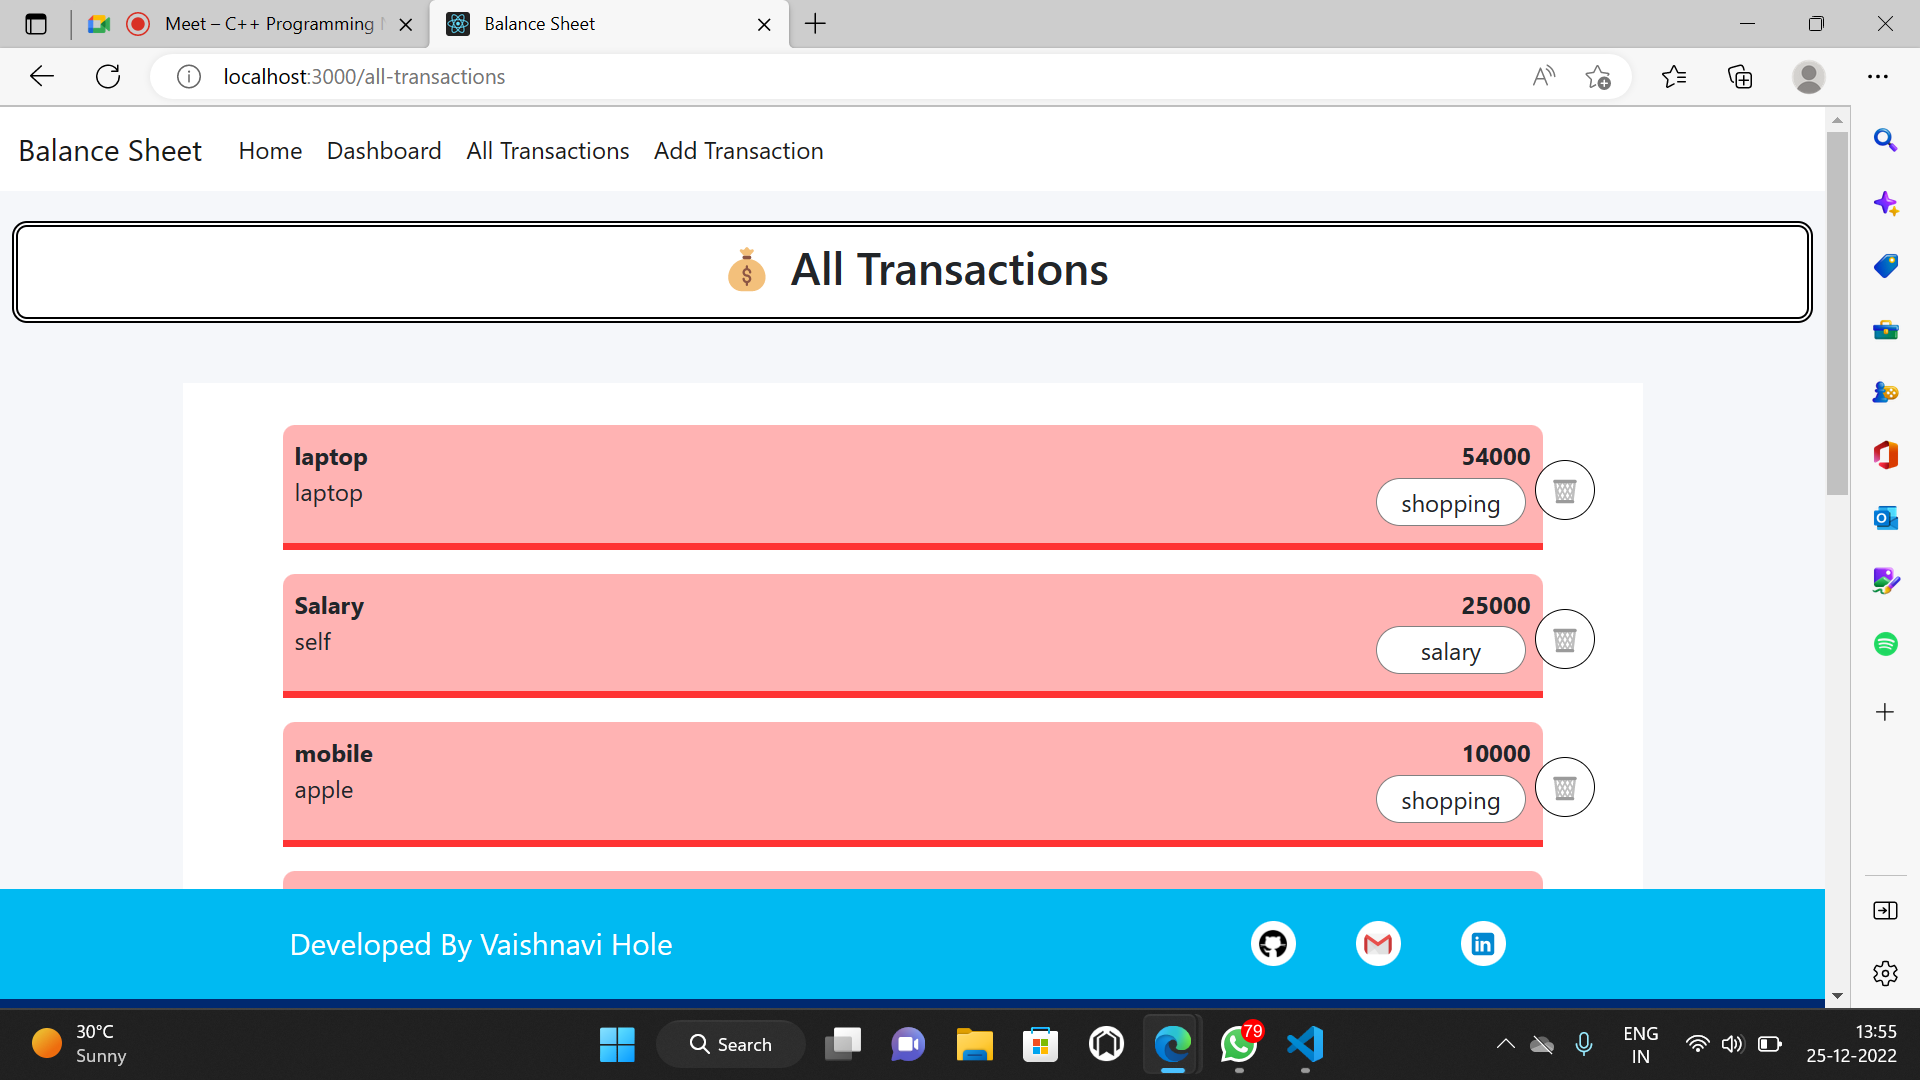 Meet – C++ Programming
Balance Sheet
localhost:3000/all-transactions
Balance Sheet
Home
Dashboard
All Transactions
Add Transaction
All Transactions
laptop
54000
laptop
shopping
Salary
25000
self
salary
mobile
10000
apple
shopping
Developed By Vaishnavi Hole
30°C
Sunny
Search
79
ENG
IN
13:55
25-12-2022